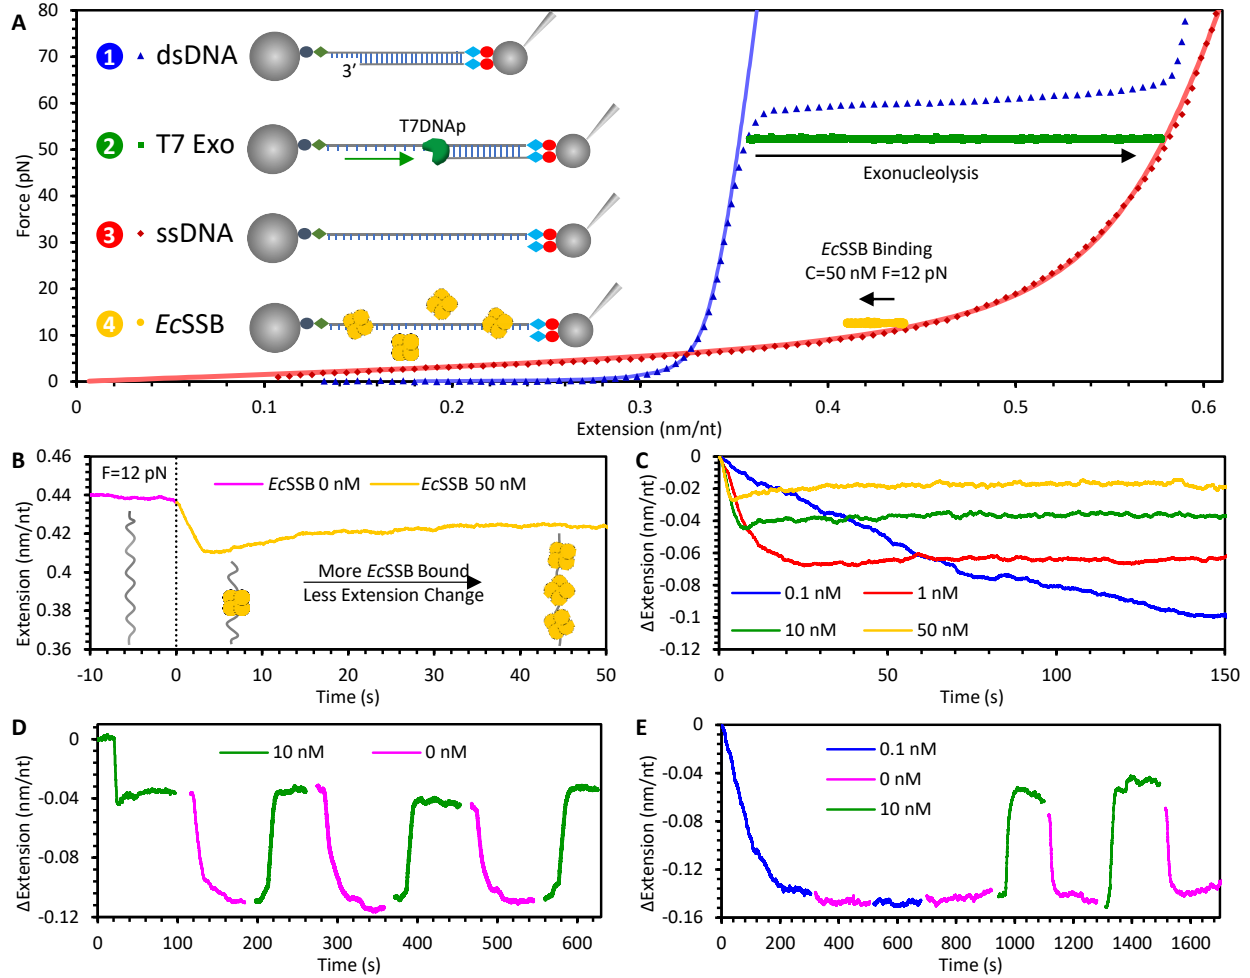 A
80
70
60
50
40
30
20
10
0
Force (pN)
1 dsDNA
3′
2 T7 Exo
T7DNAp
3 ssDNA
4 EcSSB
Exonucleolysis
EcSSB Binding
C=50 nM F=12 pN
0 0.1 0.2 0.3 0.4 0.5 0.6
Extension (nm/nt)
B
0.46
0.44
0.42
0.4
0.38
0.36
Extension (nm/nt)
F=12 pN
EcSSB 0 nM EcSSB 50 nM
More EcSSB Bound
Less Extension Change
-10 0 10 20 30 40 50
Time (s)
C
0
-0.02
-0.04
-0.06
-0.08
-0.1
-0.12
ΔExtension (nm/nt)
0.1 nM 1 nM
10 nM 50 nM
0 50 100 150
Time (s)
D
0
-0.04
-0.08
-0.12
ΔExtension (nm/nt)
10 nM 0 nM
0 100 200 300 400 500 600
Time (s)
E
0
-0.04
-0.08
-0.12
-0.16
ΔExtension (nm/nt)
0.1 nM
0 nM
10 nM
0 200 400 600 800 1000 1200 1400 1600
Time (s)